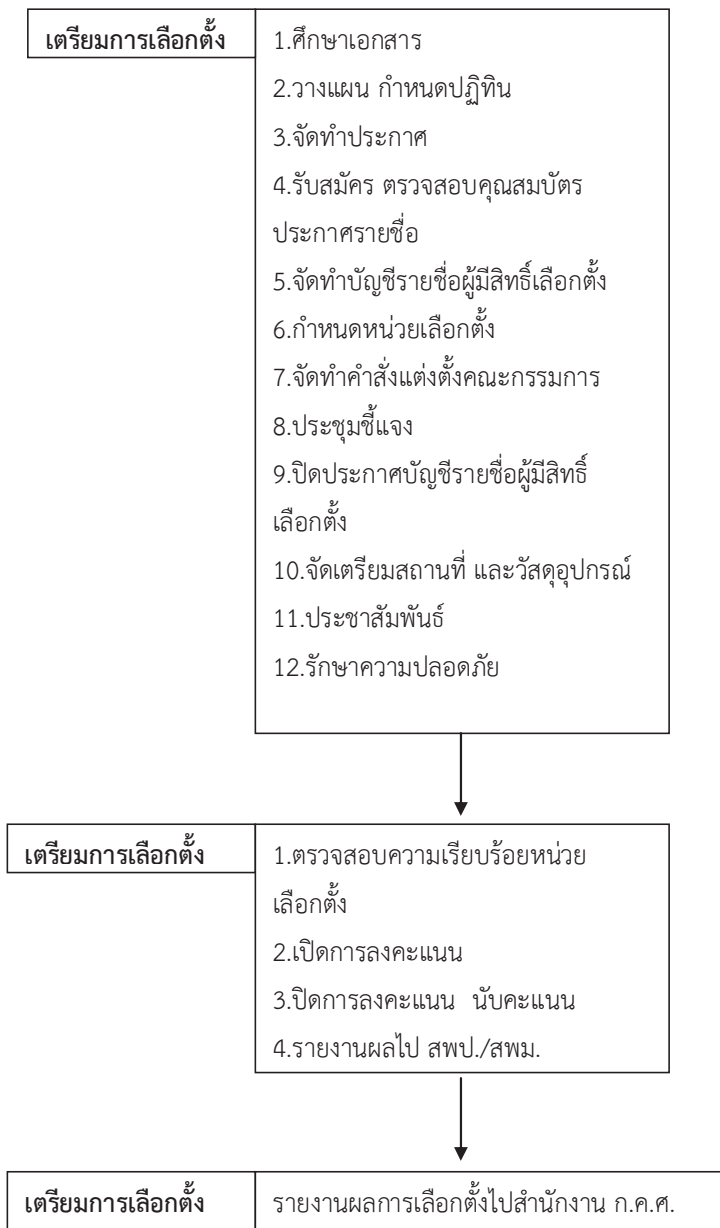 เตรียมการเลือกตั้ง
1.ศึกษาเอกสาร
2.วางแผน กำหนดปฏิทิน
3.จัดทำประกาศ
4.รับสมัคร ตรวจสอบคุณสมบัตร
ประกาศรายชื่อ
5.จัดทำบัญชีรายชื่อผู้มีสิทธิ์เลือกตั้ง
6.กำหนดหน่วยเลือกตั้ง
7.จัดทำคำสั่งแต่งตั้งคณะกรรมการ
8.ประชุมชี้แจง
9.ปิดประกาศบัญชีรายชื่อผู้มีสิทธิ์
เลือกตั้ง
10.จัดเตรียมสถานที่ และวัสดุอุปกรณ์
11.ประชาสัมพันธ์
12.รักษาความปลอดภัย
เตรียมการเลือกตั้ง
1.ตรวจสอบความเรียบร้อยหน่วย
เลือกตั้ง
2.เปิดการลงคะแนน
3.ปิดการลงคะแนน นับคะแนน
4.รายงานผลไป สพป./สพม.
เตรียมการเลือกตั้ง
รายงานผลการเลือกตั้งไปสำนักงาน ก.ค.ศ.